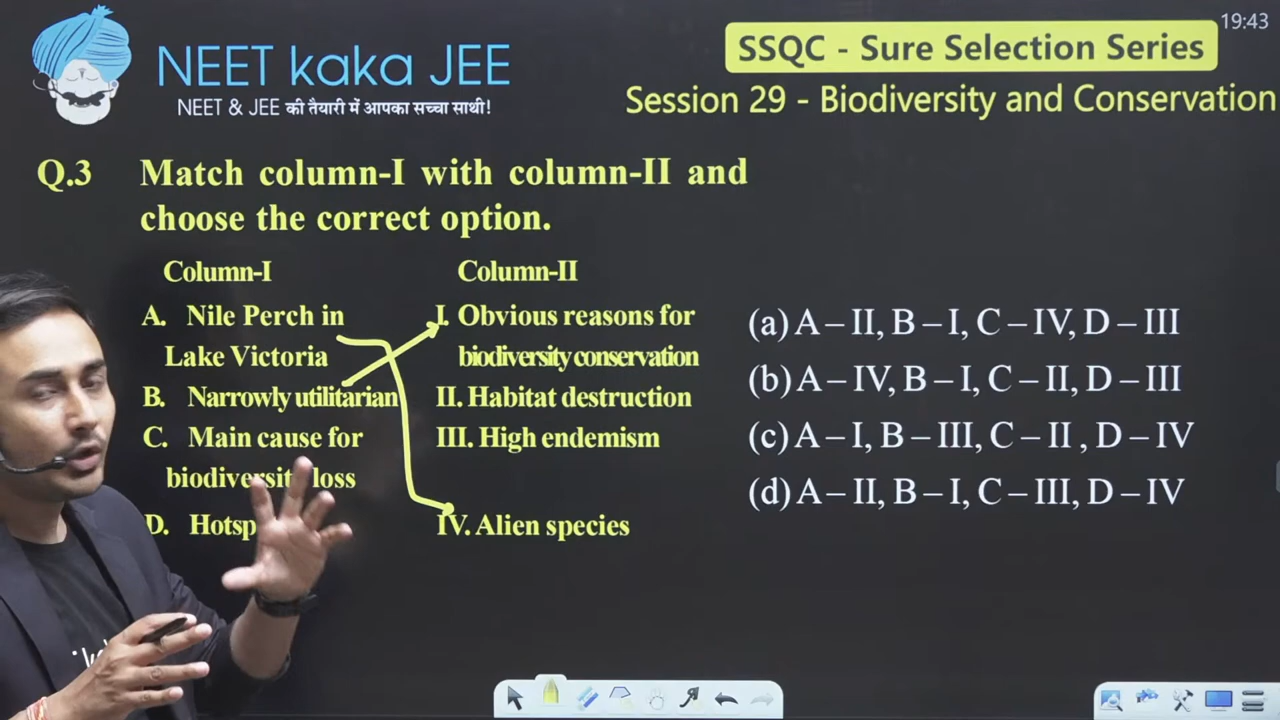 19:43
NEET kaka JEE
NEET & JEE की तैयारी में आपका सच्चा साथी!
SSQC - Sure Selection Series
Session 29 - Biodiversity and Conservation
Q.3 Match column-I with column-II and
choose the correct option.
Column-I Column-II
A. Nile Perch in I. Obvious reasons for
Lake Victoria biodiversity conservation
B. Narrowly utilitarian II. Habitat destruction
C. Main cause for III. High endemism
loss
D. IV. Alien species
(a) A – II, B – I, C – IV, D – III
(b) A – IV, B – I, C – II, D – III
(c) A – I, B – III, C – II , D – IV
(d) A – II, B – I, C – III, D – IV